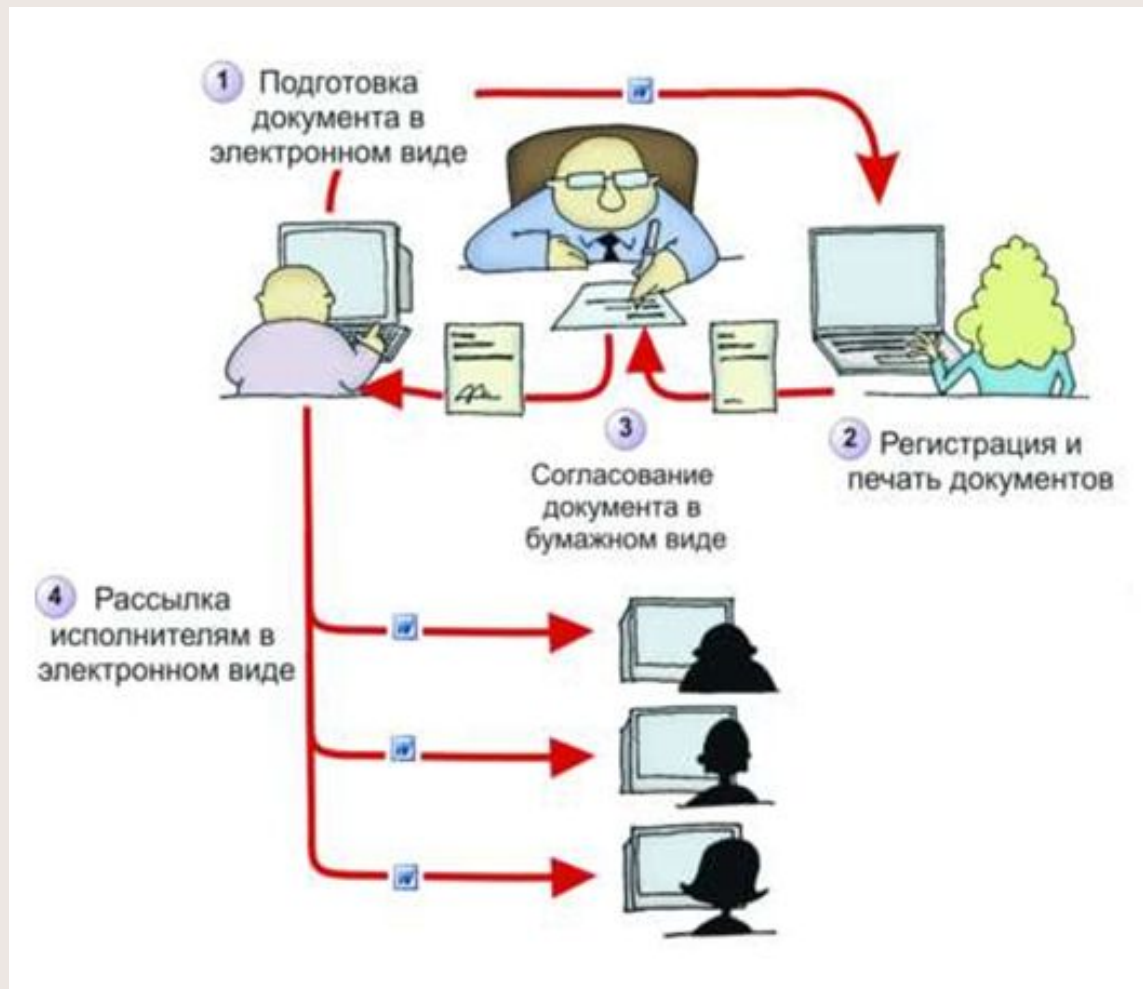 1 Подготовка
документа в
электронном виде
2 Регистрация и
печать документов
3
Согласование
документа в
бумажном виде
4 Рассылка
исполнителям в
электронном виде